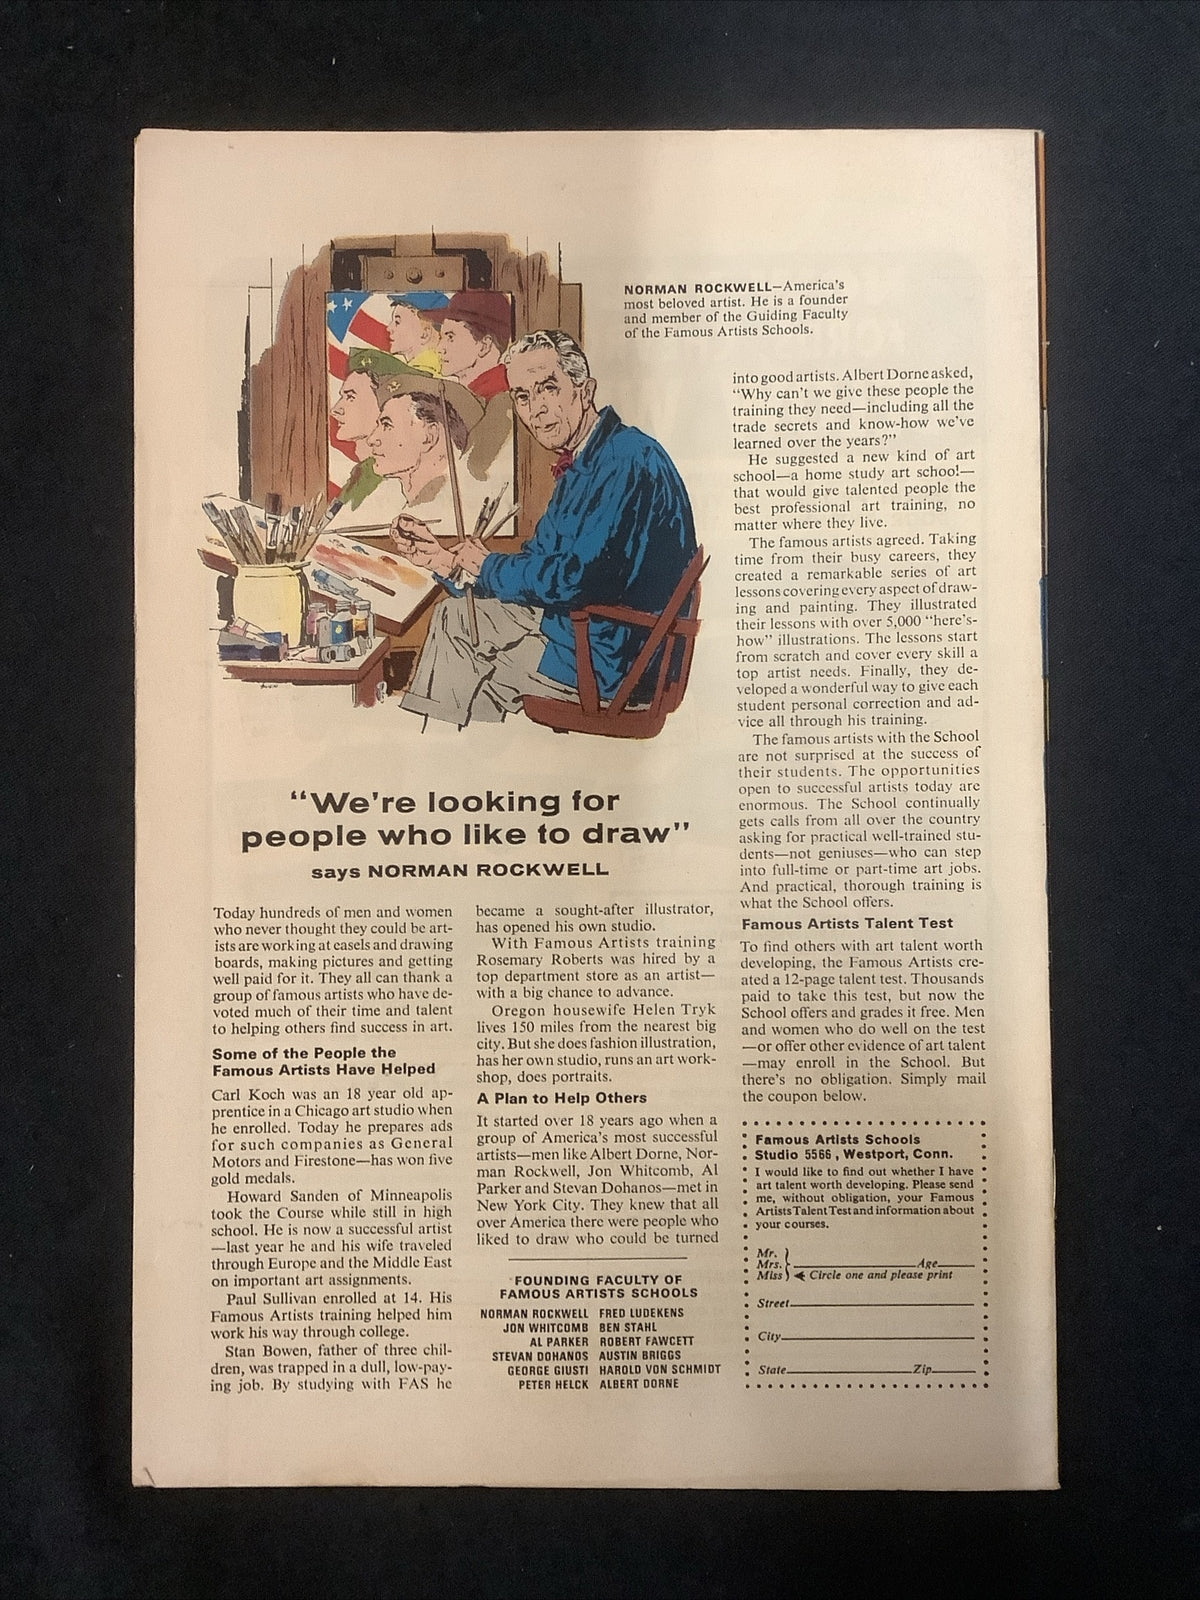 NORMAN ROCKWELL—America's
most beloved artist. He is a founder
and member of the Guiding Faculty
of the Famous Artists Schools.
"We're looking for
people who like to draw"
says NORMAN ROCKWELL
Today hundreds of men and women
who never thought they could be art-
ists are working at easels and drawing
boards, making pictures and getting
well paid for it. They all can thank a
group of famous artists who have de-
voted much of their time and talent
to helping others find success in art.
Some of the People the
Famous Artists Have Helped
Carl Koch was an 18 year old ap-
prentice in a Chicago art studio when
he enrolled. Today he prepares ads
for such companies as General
Motors and Firestone—has won five
gold medals.
Howard Sanden of Minneapolis
took the Course while still in high
school. He is now a successful artist
—last year he and his wife traveled
through Europe and the Middle East
on important art assignments.
Paul Sullivan enrolled at 14. His
Famous Artists training helped him
work his way through college.
Stan Bowen, father of three chil-
dren, was trapped in a dull, low-pay-
ing job. By studying with FAS he
became a sought-after illustrator,
has opened his own studio.
With Famous Artists training
Rosemary Roberts was hired by a
top department store as an artist—
with a big chance to advance.
Oregon housewife Helen Tryk
lives 150 miles from the nearest big
city. But she does fashion illustration,
has her own studio, runs an art work-
shop, does portraits.
A Plan to Help Others
It started over 18 years ago when a
group of America's most successful
artists—men like Albert Dorne, Nor-
man Rockwell, Jon Whitcomb, Al
Parker and Stevan Dohanos—met in
New York City. They knew that all
over America there were people who
liked to draw who could be turned
into good artists. Albert Dorne asked,
"Why can't we give these people the
training they need—including all the
trade secrets and know-how we've
learned over the years?"
He suggested a new kind of art
school—a home study art school—
that would give talented people the
best professional art training, no
matter where they live.
The famous artists agreed. Taking
time from their busy careers, they
created a remarkable series of art
lessons covering every aspect of draw-
ing and painting. They illustrated
their lessons with over 5,000 "here's-
how" illustrations. The lessons start
from scratch and cover every skill a
top artist needs. Finally, they de-
veloped a wonderful way to give each
student personal correction and ad-
vice all through his training.
The famous artists with the School
are not surprised at the success of
their students. The opportunities
open to successful artists today are
enormous. The School continually
gets calls from all over the country
asking for practical well-trained stu-
dents—not geniuses—who can step
into full-time or part-time art jobs.
And practical, thorough training is
what the School offers.
Famous Artists Talent Test
To find others with art talent worth
developing, the Famous Artists cre-
ated a 12-page talent test. Thousands
paid to take this test, but now the
School offers and grades it free. Men
and women who do well on the test
—or offer other evidence of art talent
—may enroll in the School. But
there's no obligation. Simply mail
the coupon below.
FOUNDING FACULTY OF
FAMOUS ARTISTS SCHOOLS
NORMAN ROCKWELL FRED LUDEKENS
JON WHITCOMB BEN STAHL
AL PARKER ROBERT FAWCETT
STEVAN DOHANOS AUSTIN BRIGGS
GEORGE GIUSTI HAROLD VON SCHMIDT
PETER HELCK ALBERT DORNE
Famous Artists Schools
Studio 5566, Westport, Conn.
I would like to find out whether I have
art talent worth developing. Please send
me, without obligation, your Famous
Artists Talent Test and information about
your courses.
Mr.
Mrs. Age
Miss Circle one and please print
Street
City
State Zip